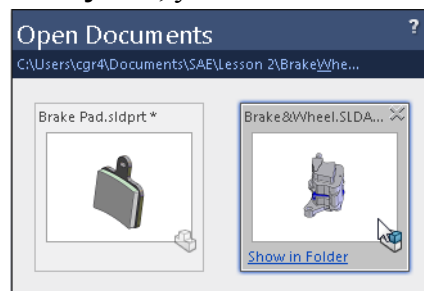 Open Documents
?
C:\Users\cgr4\Documents\SAE\Lesson 2\BrakeWhe...
Brake Pad.sldprt *
Brake&Wheel.SLDA...
Show in Folder